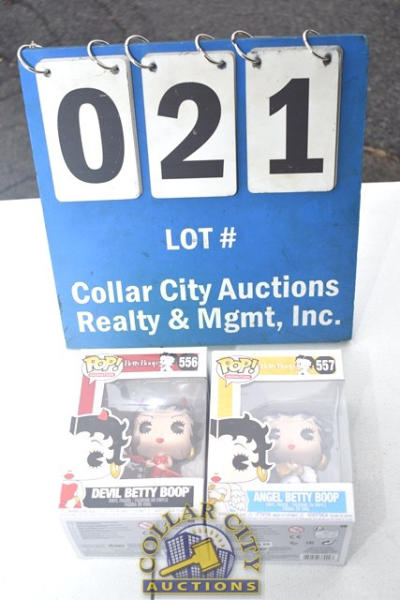 021
LOT #
Collar City Auctions
Realty & Mgmt, Inc.
POP!
Betty Boop
556
DEVIL BETTY BOOP
POP!
Betty Boop
557
ANGEL BETTY BOOP
COLLAR CITY
AUCTIONS